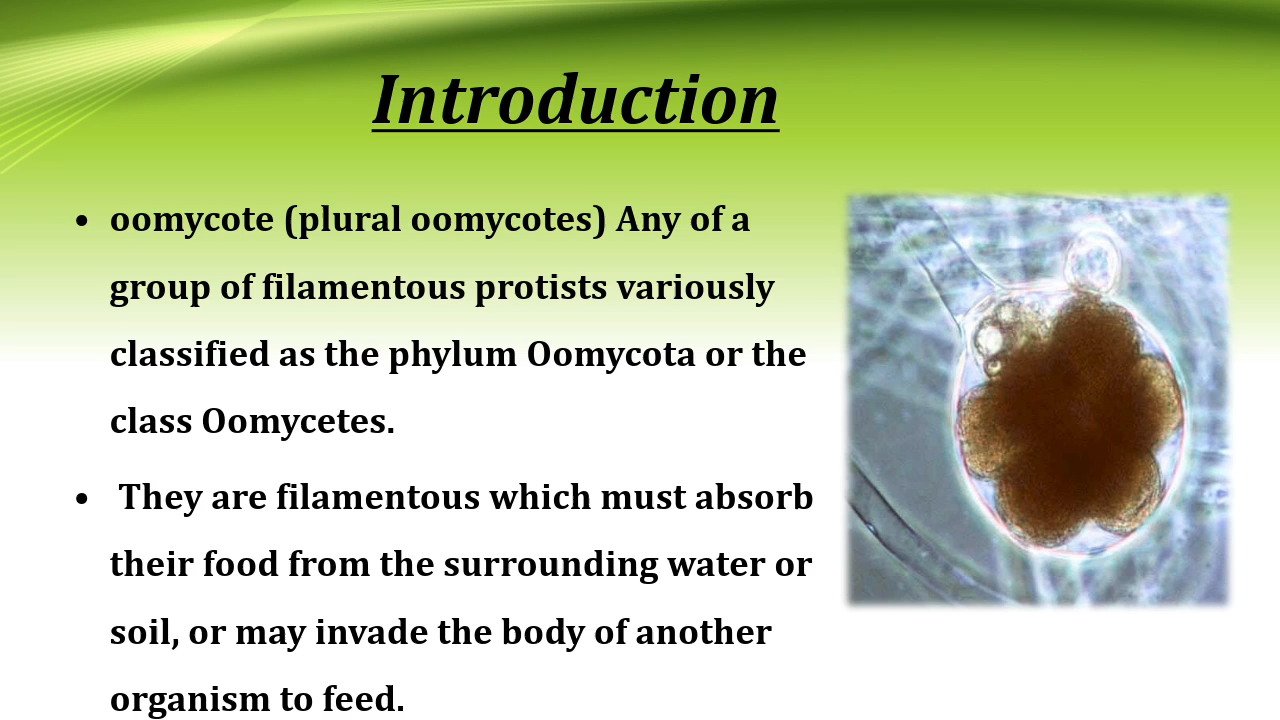 Introduction
• oomycote (plural oomycotes) Any of a
group of filamentous protists variously
classified as the phylum Oomycota or the
class Oomycetes.
• They are filamentous which must absorb
their food from the surrounding water or
soil, or may invade the body of another
organism to feed.